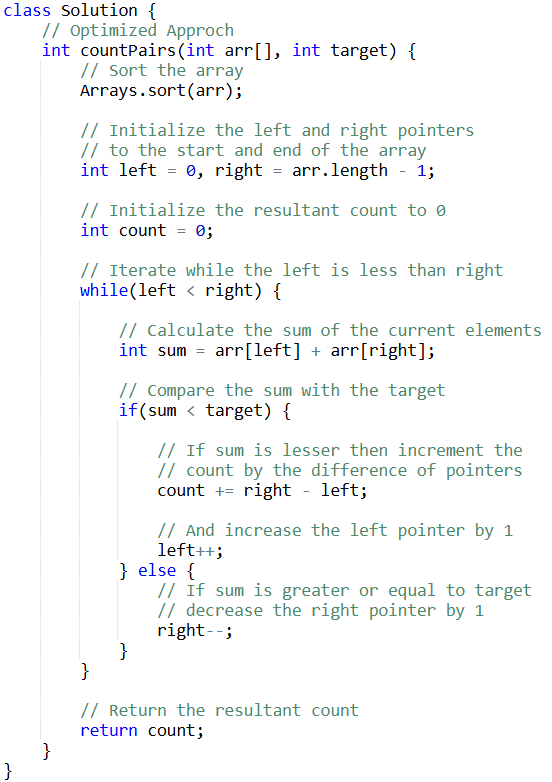 class Solution {
    // Optimized Approch
    int countPairs(int arr[], int target) {
        // Sort the array
        Arrays.sort(arr);

        // Initialize the left and right pointers
        // to the start and end of the array
        int left = 0, right = arr.length - 1;

        // Initialize the resultant count to 0
        int count = 0;

        // Iterate while the left is less than right
        while(left < right) {

            // Calculate the sum of the current elements
            int sum = arr[left] + arr[right];

            // Compare the sum with the target
            if(sum < target) {

                // If sum is lesser then increment the
                // count by the difference of pointers
                count += right - left;

                // And increase the left pointer by 1
                left++;
            } else {
                // If sum is greater or equal to target
                // decrease the right pointer by 1
                right--;
            }
        }

        // Return the resultant count
        return count;
    }
}